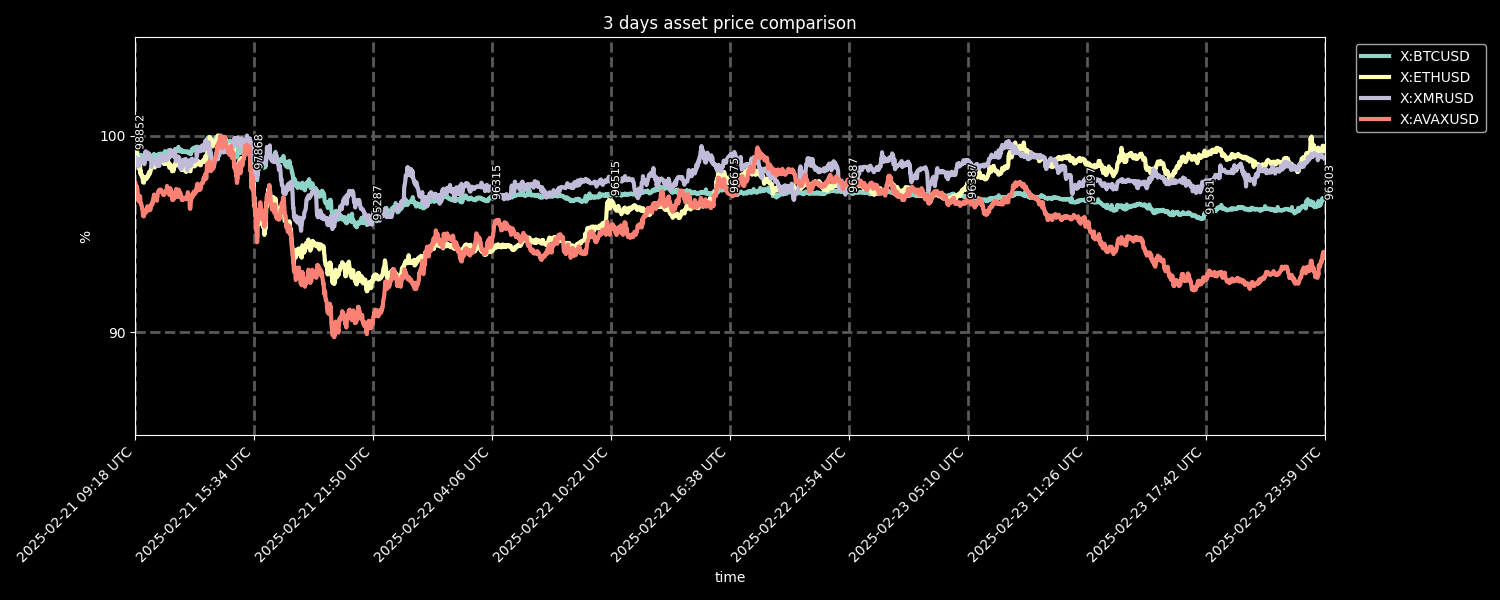 3 days asset price comparison
X:BTCUSD
X:ETHUSD
X:XMRUSD
X:AVAXUSD
%
100
90
98852
97868
95287
96315
96515
96675
96687
96387
96197
95581
96303
2025-02-21 09:18 UTC
2025-02-21 15:34 UTC
2025-02-21 21:50 UTC
2025-02-22 04:06 UTC
2025-02-22 10:22 UTC
2025-02-22 16:38 UTC
2025-02-22 22:54 UTC
2025-02-23 05:10 UTC
2025-02-23 11:26 UTC
2025-02-23 17:42 UTC
2025-02-23 23:59 UTC
time